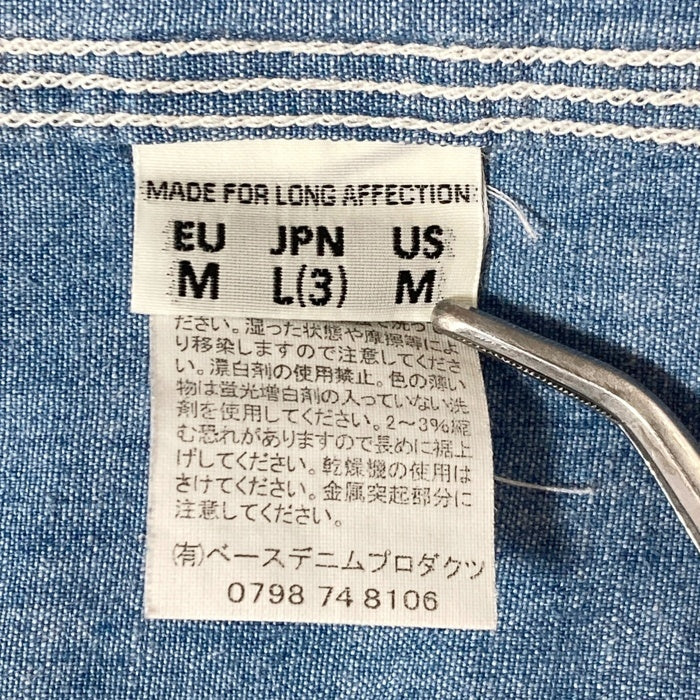 MADE FOR LONG AFFECTION
EU JPN US
M L(3) M
ださい。湿った状態や摩擦等によ
り移染しますので注意してくださ
い。漂白剤の使用禁止。色の薄い
物は蛍光増白剤の入っていない洗
剤を使用してください。2～3%縮
む恐れがありますので長めに裾上
げしてください。乾燥機の使用は
さけてください。金属突起部分に
注意してください。
(有)ベースデニムプロダクツ
0798 74 8106